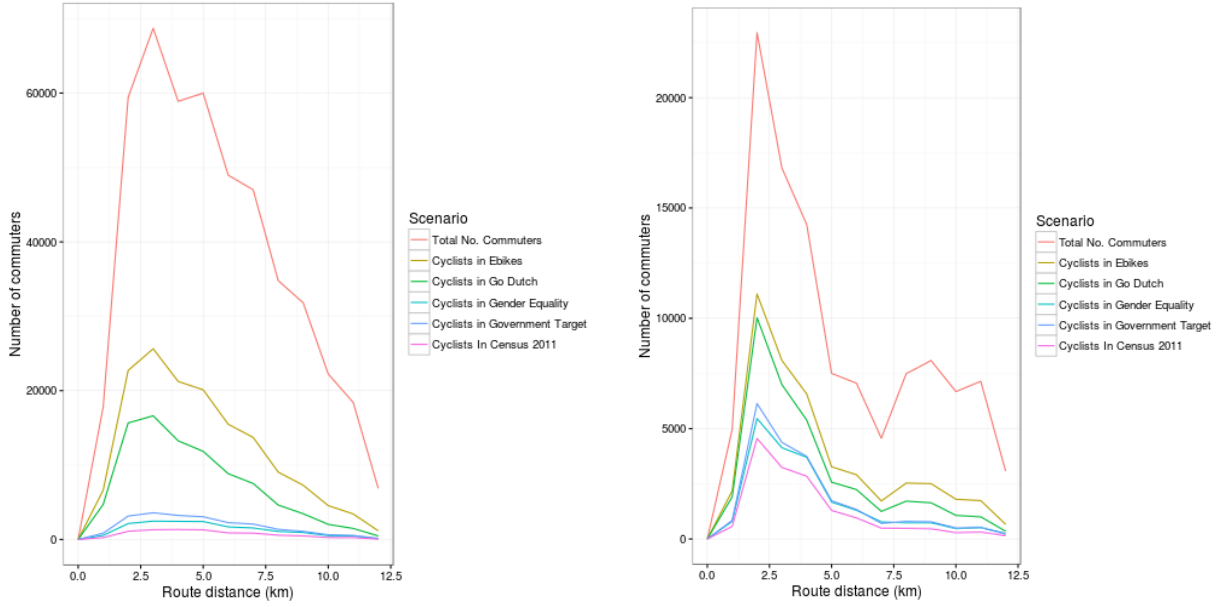 Number of commuters
60000
40000
20000
0
0.0 2.5 5.0 7.5 10.0 12.5
Route distance (km)
Scenario
Total No. Commuters
Cyclists in Ebikes
Cyclists in Go Dutch
Cyclists in Gender Equality
Cyclists in Government Target
Cyclists In Census 2011
Number of commuters
20000
15000
10000
5000
0
0.0 2.5 5.0 7.5 10.0 12.5
Route distance (km)
Scenario
Total No. Commuters
Cyclists in Ebikes
Cyclists in Go Dutch
Cyclists in Gender Equality
Cyclists in Government Target
Cyclists In Census 2011